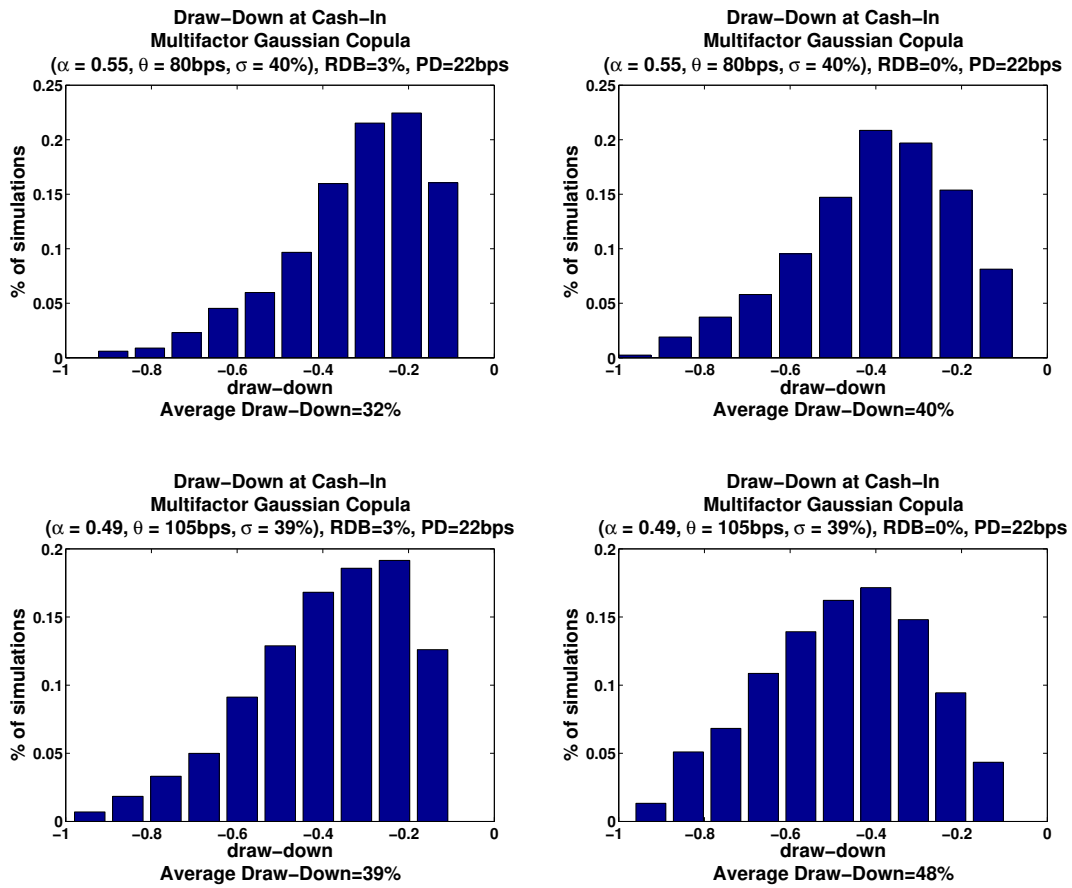 Draw−Down at Cash−In
Multifactor Gaussian Copula
(α = 0.55, θ = 80bps, σ = 40%), RDB=3%, PD=22bps
0.25
0.2
0.15
0.1
0.05
0
% of simulations
−1 −0.8 −0.6 −0.4 −0.2 0
draw−down
Average Draw−Down=32%
Draw−Down at Cash−In
Multifactor Gaussian Copula
(α = 0.55, θ = 80bps, σ = 40%), RDB=0%, PD=22bps
0.25
0.2
0.15
0.1
0.05
0
% of simulations
−1 −0.8 −0.6 −0.4 −0.2 0
draw−down
Average Draw−Down=40%
Draw−Down at Cash−In
Multifactor Gaussian Copula
(α = 0.49, θ = 105bps, σ = 39%), RDB=3%, PD=22bps
0.2
0.15
0.1
0.05
0
% of simulations
−1 −0.8 −0.6 −0.4 −0.2 0
draw−down
Average Draw−Down=39%
Draw−Down at Cash−In
Multifactor Gaussian Copula
(α = 0.49, θ = 105bps, σ = 39%), RDB=0%, PD=22bps
0.2
0.15
0.1
0.05
0
% of simulations
−1 −0.8 −0.6 −0.4 −0.2 0
draw−down
Average Draw−Down=48%